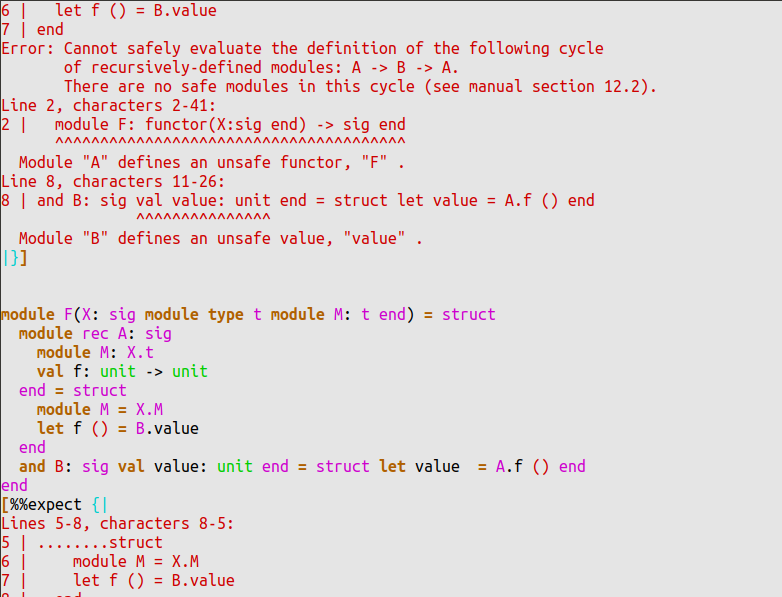 6 |   let f () = B.value
7 | end
Error: Cannot safely evaluate the definition of the following cycle
       of recursively-defined modules: A -> B -> A.
       There are no safe modules in this cycle (see manual section 12.2).
Line 2, characters 2-41:
2 |   module F: functor(X:sig end) -> sig end
      ^^^^^^^^^^^^^^^^^^^^^^^^^^^^^^^^^^^^^^^
  Module "A" defines an unsafe functor, "F" .
Line 8, characters 11-26:
8 | and B: sig val value: unit end = struct let value = A.f () end
               ^^^^^^^^^^^^^^^
  Module "B" defines an unsafe value, "value" .
|}]
module F(X: sig module type t module M: t end) = struct
  module rec A: sig
    module M: X.t
    val f: unit -> unit
  end = struct
    module M = X.M
    let f () = B.value
  end
  and B: sig val value: unit end = struct let value  = A.f () end
end
[%%expect {|
Lines 5-8, characters 8-5:
5 | ........struct
6 |     module M = X.M
7 |     let f () = B.value
8 |   end